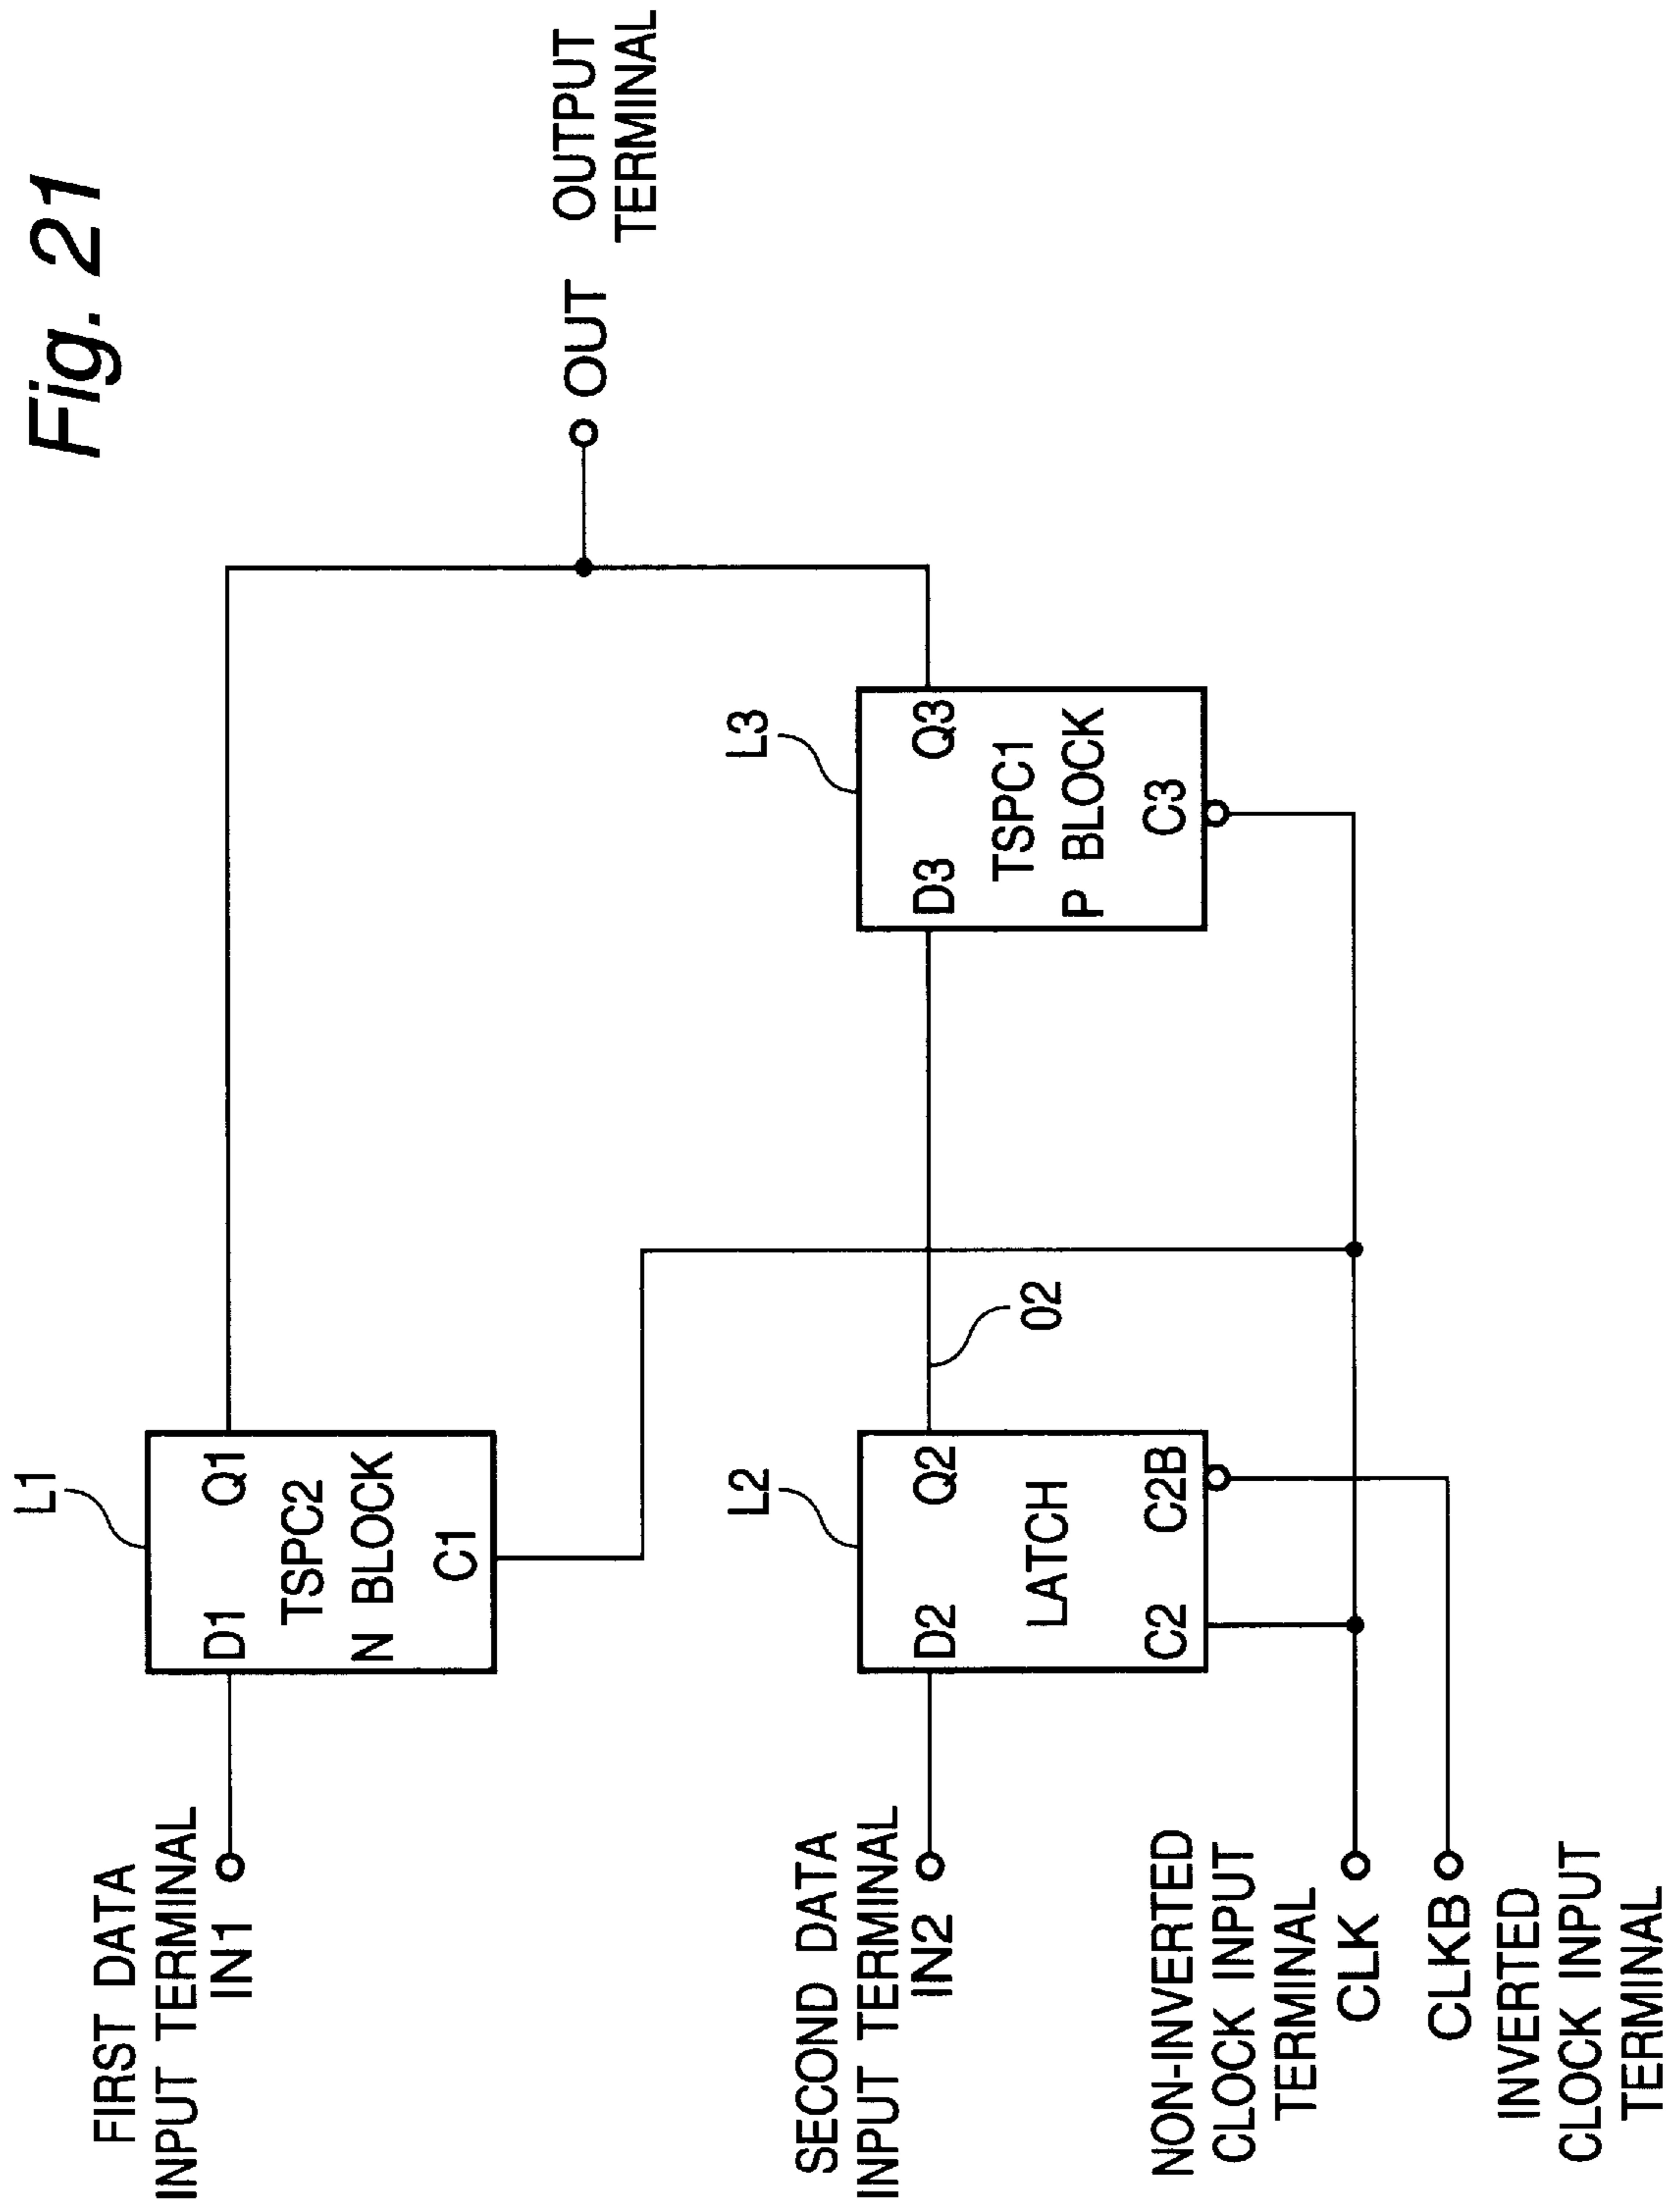 Fig. 21
L1
D1
Q1
TSPC2
N BLOCK
C1
FIRST DATA
INPUT TERMINAL
IN1
OUT
OUTPUT
TERMINAL
L2
D2
Q2
LATCH
C2
C2B
O2
L3
D3
Q3
TSPC1
P BLOCK
C3
SECOND DATA
INPUT TERMINAL
IN2
NON-INVERTED
CLOCK INPUT
TERMINAL
CLK
CLKB
INVERTED
CLOCK INPUT
TERMINAL